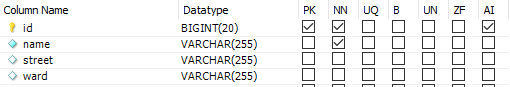 Column Name Datatype PK NN UQ B UN ZF AI
id BIGINT(20)
name VARCHAR(255)
street VARCHAR(255)
ward VARCHAR(255)